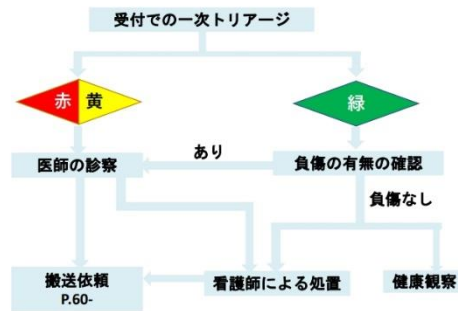 受付での一次トリアージ
赤 黄
緑
医師の診察
あり
負傷の有無の確認
負傷なし
搬送依頼
P.60-
看護師による処置
健康観察